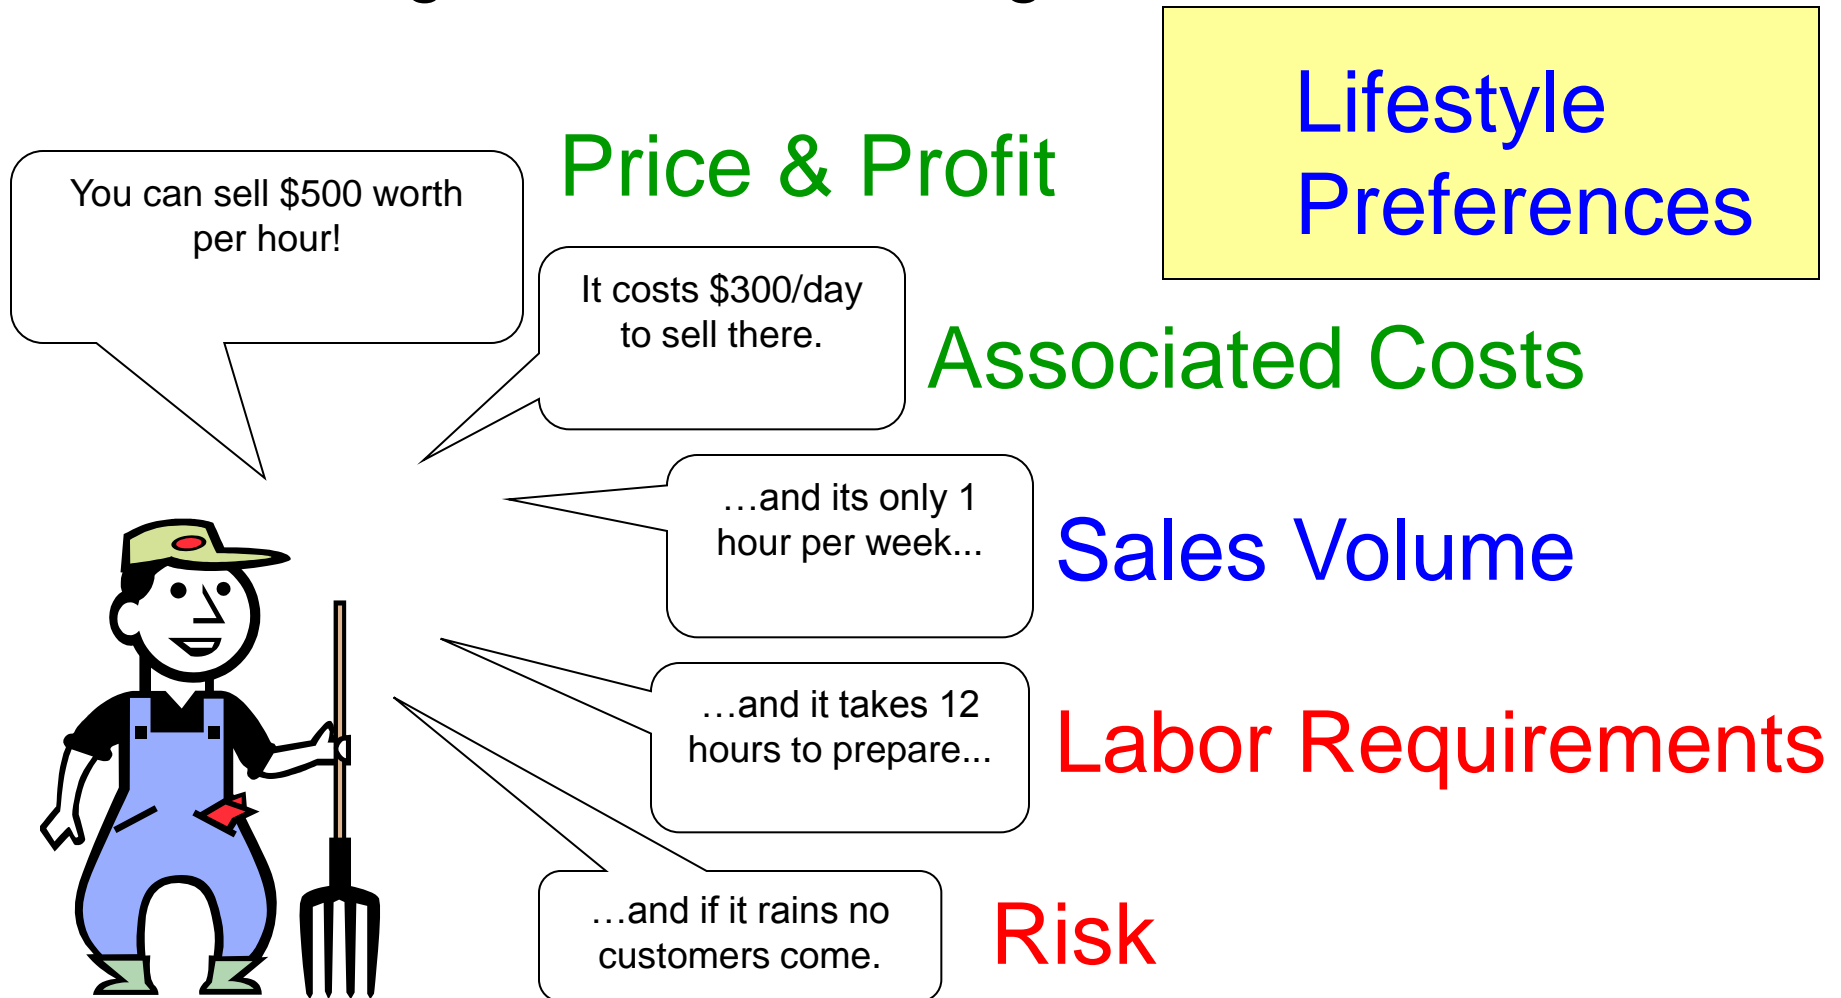 Lifestyle
Preferences
Price & Profit
You can sell $500 worth
per hour!
It costs $300/day
to sell there.
Associated Costs
…and its only 1
hour per week...
Sales Volume
…and it takes 12
hours to prepare...
Labor Requirements
…and if it rains no
customers come.
Risk